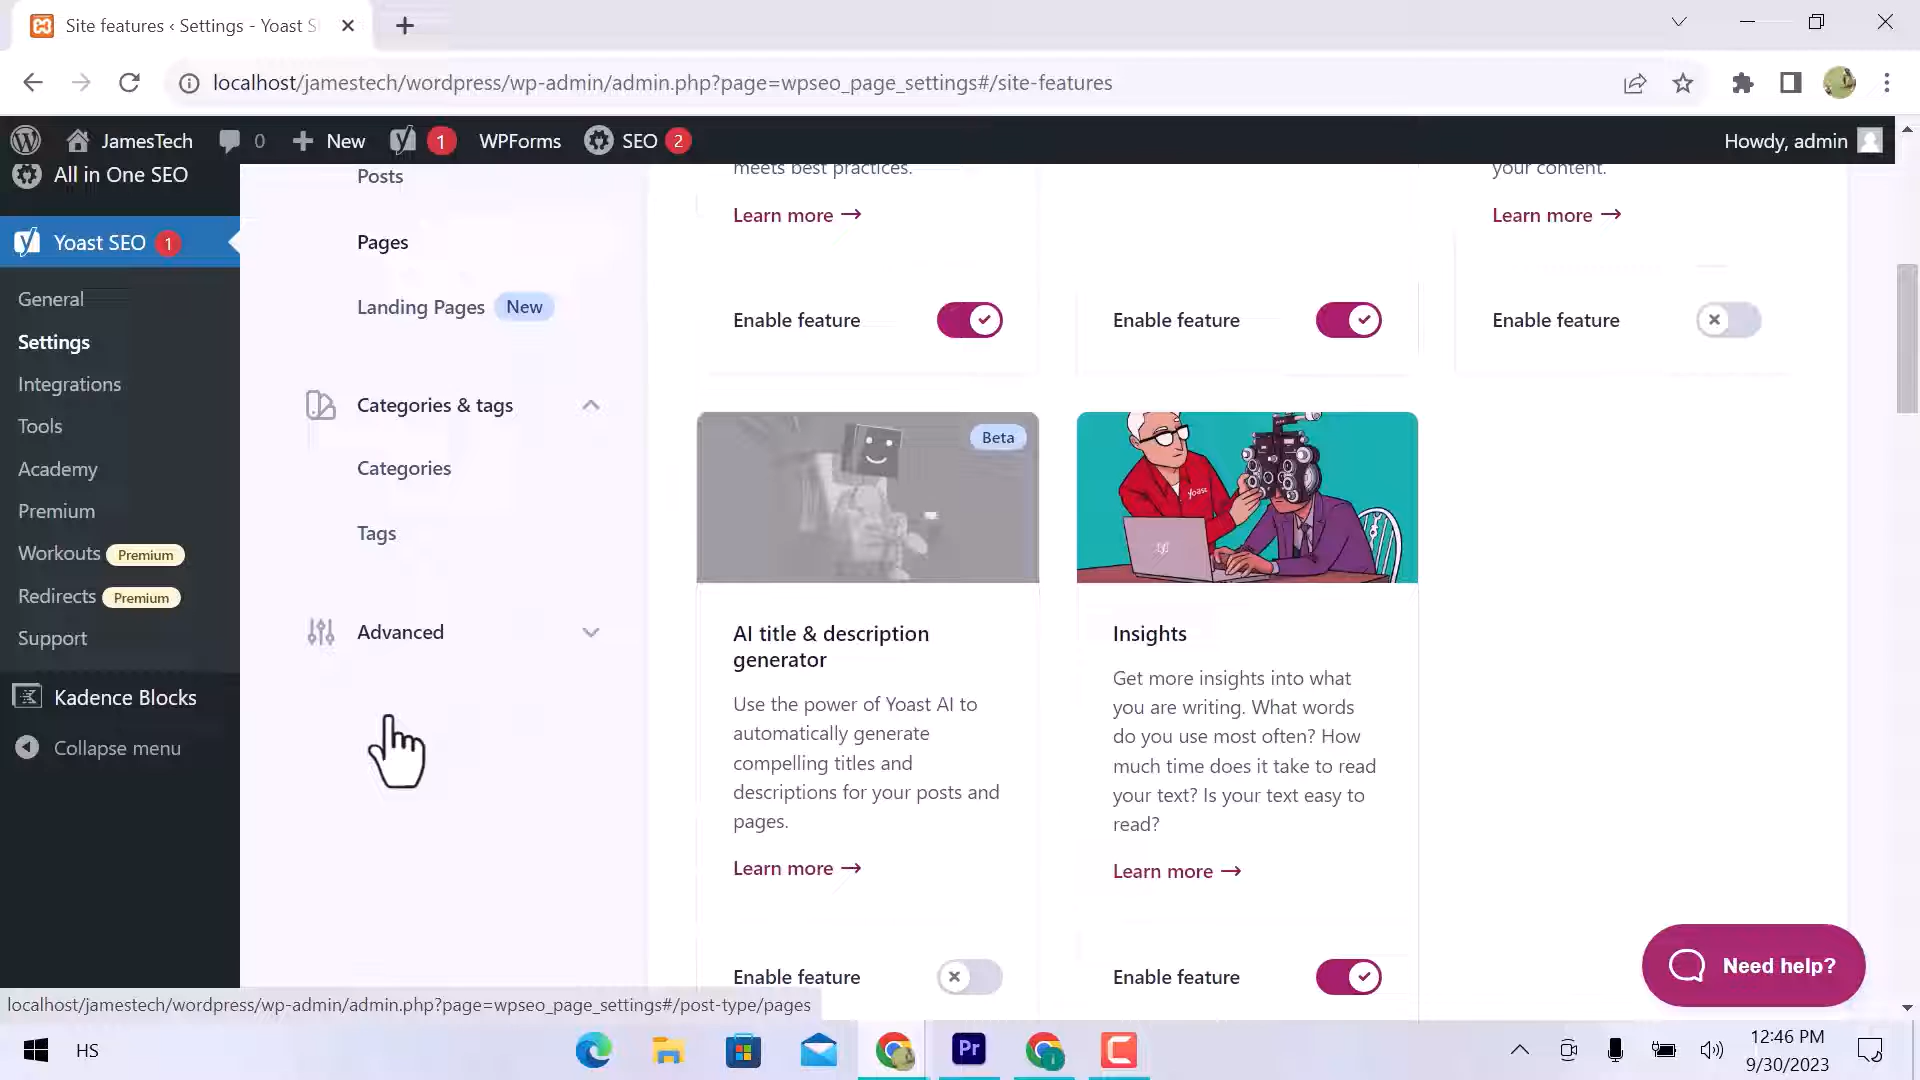 Site features ‹ Settings - Yoast S
localhost/jamestech/wordpress/wp-admin/admin.php?page=wpseo_page_settings#/site-features
JamesTech 0 New 1 WPForms SEO 2 Howdy, admin
All in One SEO
Yoast SEO 1
General
Settings
Integrations
Tools
Academy
Premium
Workouts Premium
Redirects Premium
Support
Kadence Blocks
Collapse menu
Posts
Pages
Landing Pages New
Categories & tags
Categories
Tags
Advanced
meets best practices.
Learn more →
Enable feature
Enable feature
your content.
Learn more →
Enable feature
Beta
AI title & description
generator
Use the power of Yoast AI to
automatically generate
compelling titles and
descriptions for your posts and
pages.
Learn more →
Enable feature
yoast
Insights
Get more insights into what
you are writing. What words
do you use most often? How
much time does it take to read
your text? Is your text easy to
read?
Learn more →
Enable feature
Need help?
localhost/jamestech/wordpress/wp-admin/admin.php?page=wpseo_page_settings#/post-type/pages
HS
Pr
12:46 PM
9/30/2023